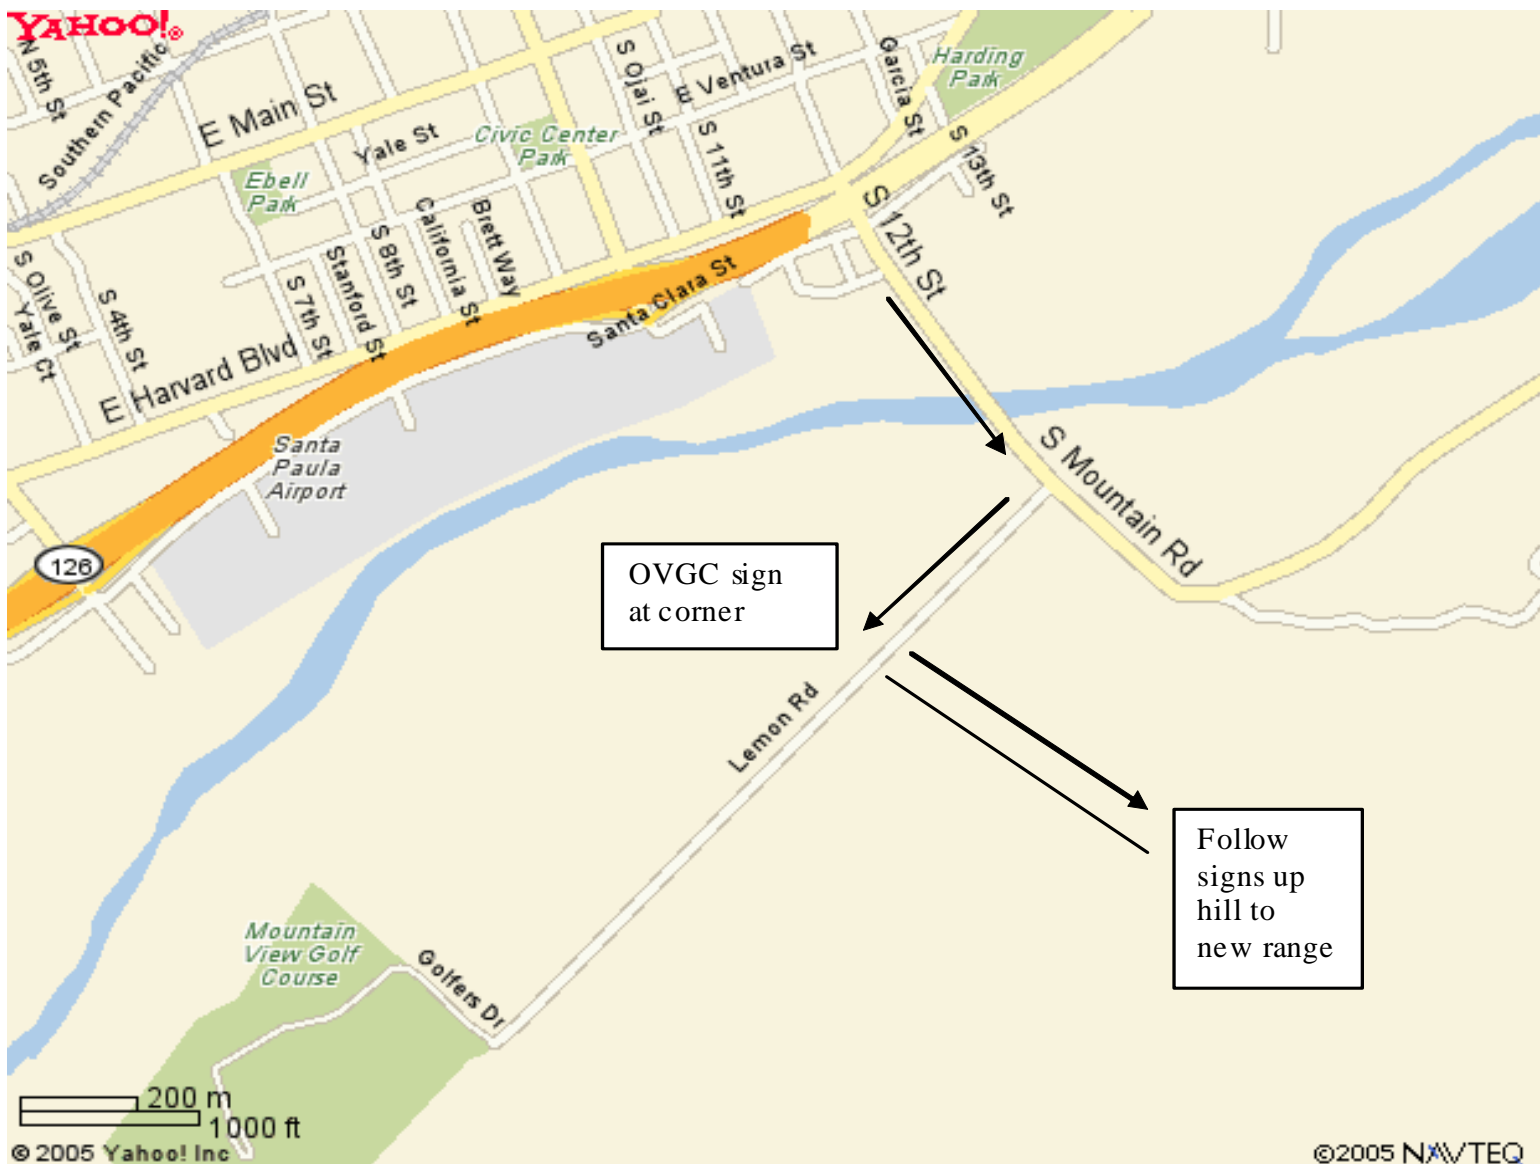 YAHOO!®
N 5th St
Southern Pacific
E Main St
Yale St
Civic Center
Park
S Ojai St
E Ventura St
Garcia St
Harding
Park
S 11th St
S 13th St
S 12th St
Ebell
Park
Brett Way
California St
S 8th St
Stanford St
S 7th St
S Olive St
Yale Ct
S 4th St
E Harvard Blvd
Santa Clara St
Santa
Paula
Airport
126
S Mountain Rd
OVGC sign
at corner
Lemon Rd
Follow
signs up
hill to
new range
Mountain
View Golf
Course
Golfers Dr
200 m
1000 ft
© 2005 Yahoo! Inc
©2005 NAVTEQ